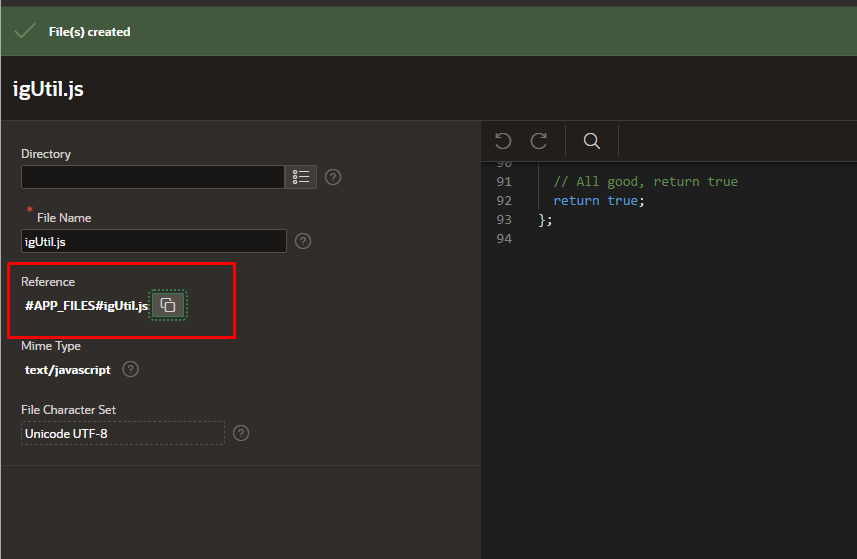 File(s) created
igUtil.js
Directory
* File Name
igUtil.js
Reference
#APP_FILES#igUtil.js
Mime Type
text/javascript
File Character Set
Unicode UTF-8
90
91 // All good, return true
92 return true;
93 };
94